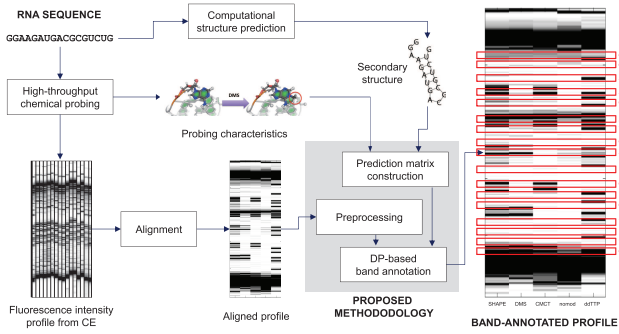 RNA SEQUENCE
GGAAGAUGACGCGUCUG
Computational
structure prediction
Secondary
structure
High-throughput
chemical probing
DMS
Probing characteristics
Prediction matrix
construction
Alignment
Preprocessing
DP-based
band annotation
Fluorescence intensity
profile from CE
Aligned profile
PROPOSED
METHODODOLOGY
SHAPE DMS CMCT nomod ddTTP
BAND-ANNOTATED PROFILE